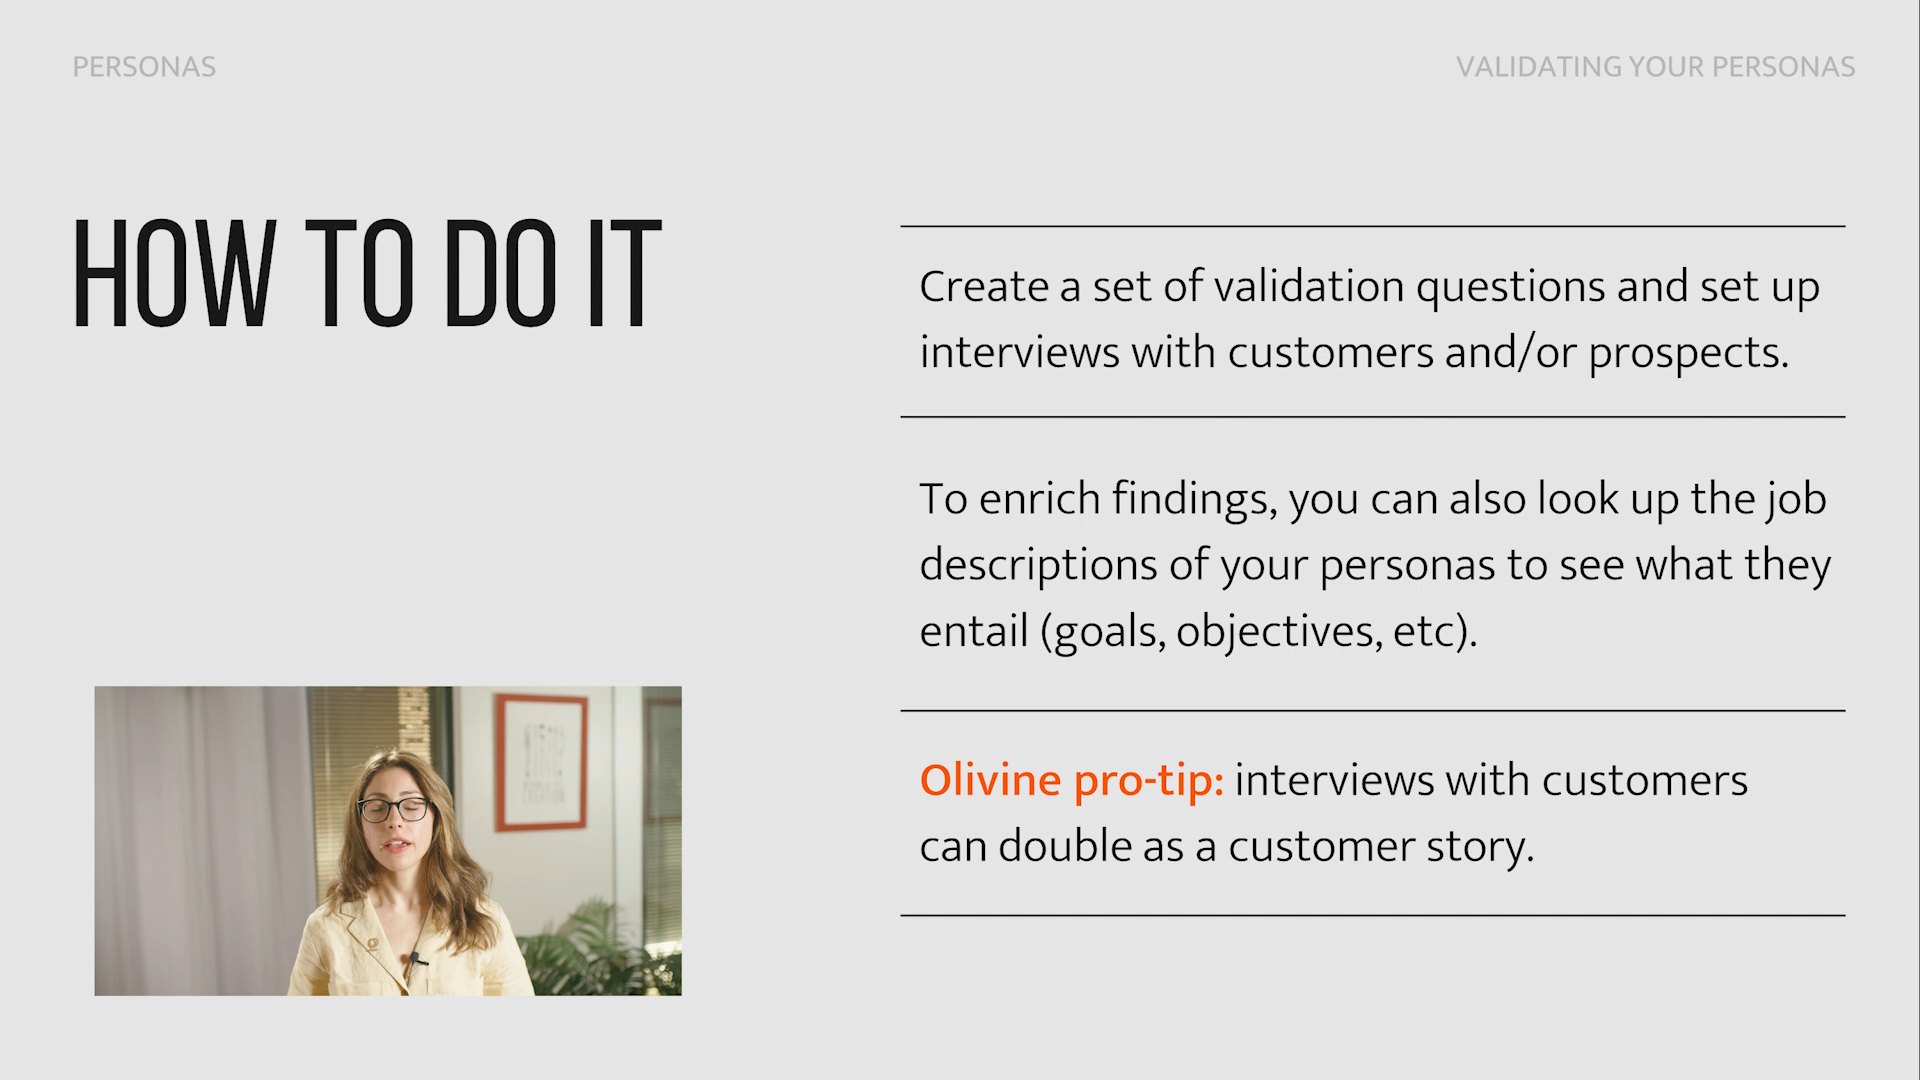 PERSONAS
VALIDATING YOUR PERSONAS
HOW TO DO IT
Create a set of validation questions and set up
interviews with customers and/or prospects.
To enrich findings, you can also look up the job
descriptions of your personas to see what they
entail (goals, objectives, etc).
Olivine pro-tip: interviews with customers
can double as a customer story.